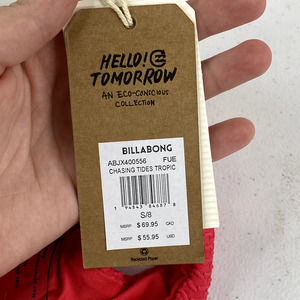 HELLO!
TOMORROW
AN ECO-CONSCIOUS
COLLECTION
BILLABONG
ABJX400556 FUE
CHASING TIDES TROPIC
S/8
MSRP $69.95 CAD
MSRP $55.95 USD
Recycled Paper